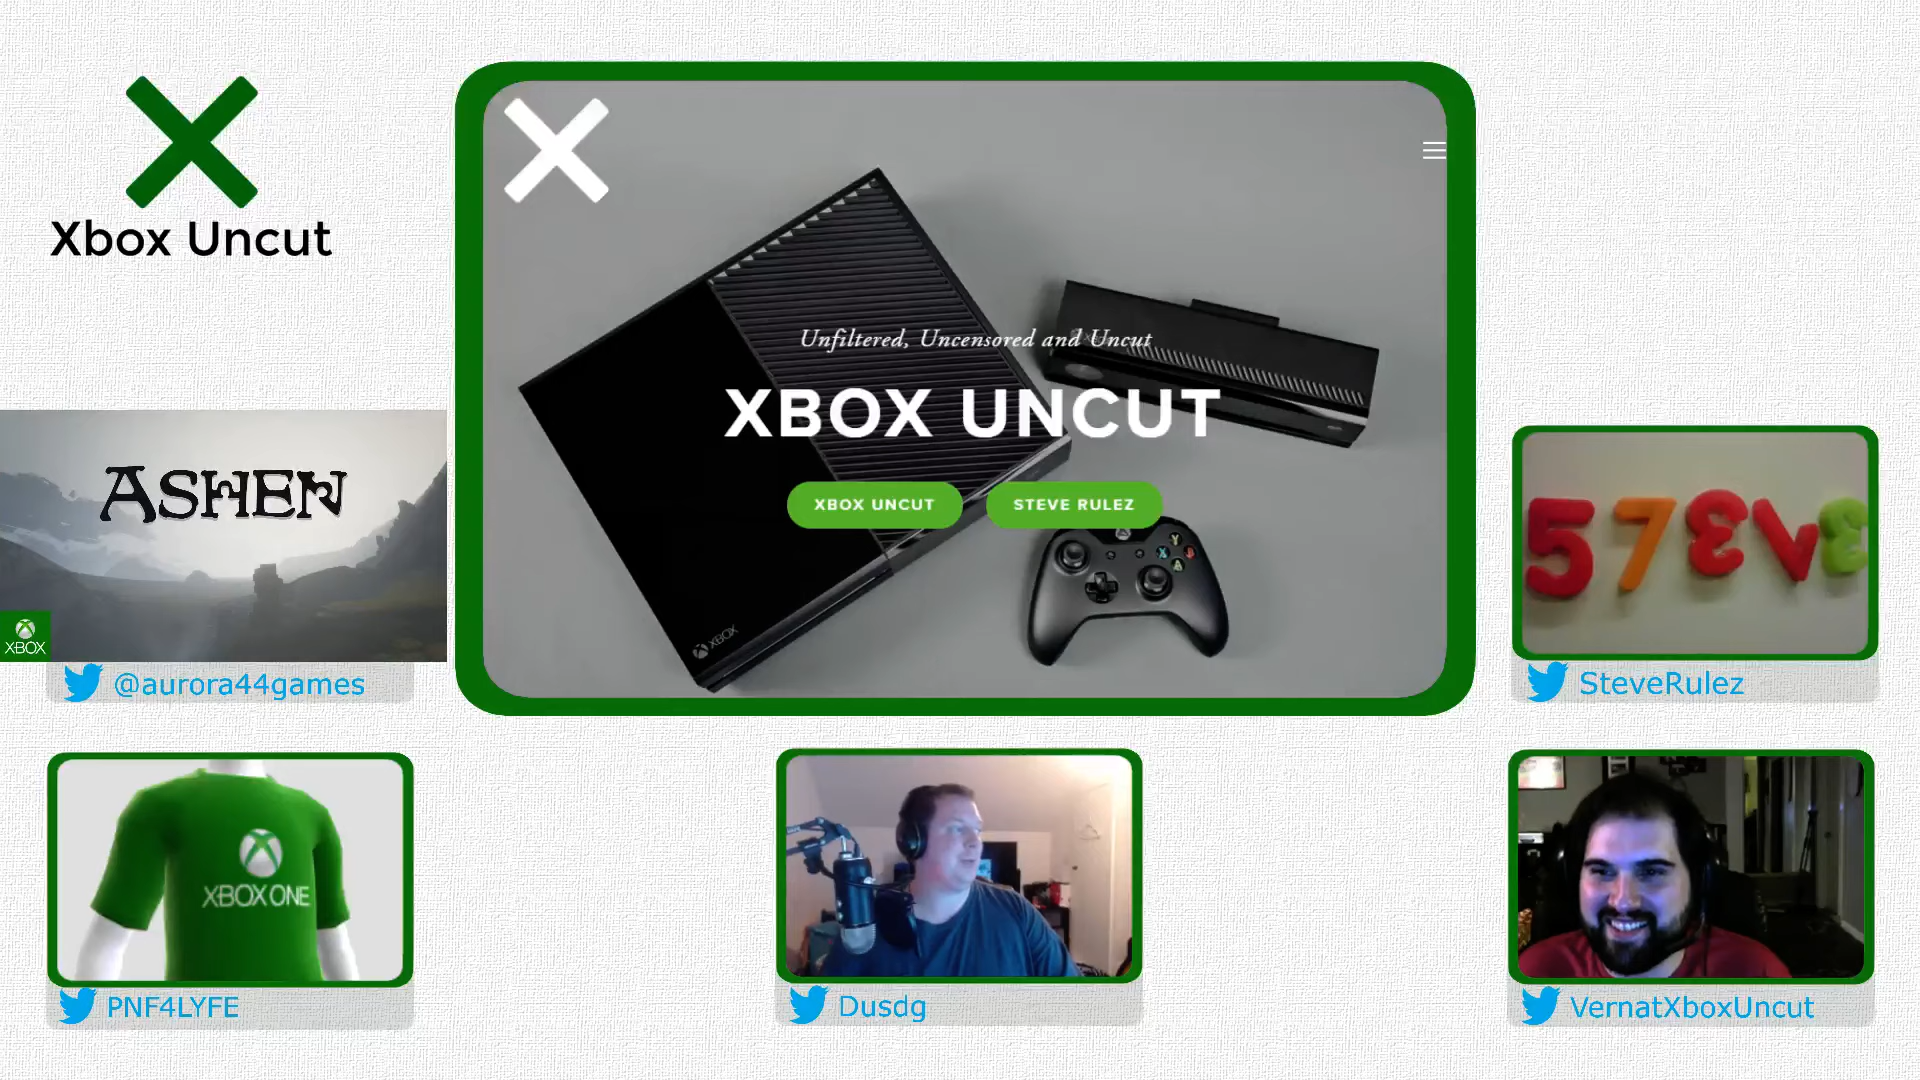 Xbox Uncut
Unfiltered, Uncensored and Uncut
XBOX UNCUT
XBOX UNCUT
STEVE RULEZ
XBOX
Y
X
B
A
ASHEN
XBOX
@aurora44games
57EVE
SteveRulez
XBOX ONE
PNF4LYFE
Dusdg
VernatXboxUncut